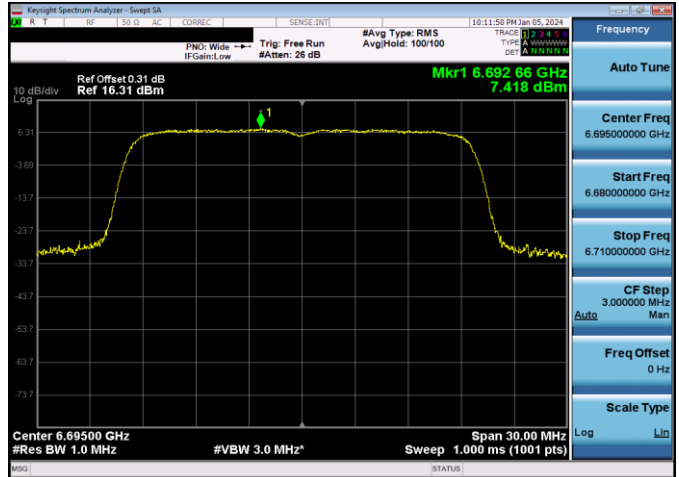 Keysight Spectrum Analyzer - Swept SA
R T RF 50 Ω AC CORREC SENSE:INT 10:11:50 PM Jan 05, 2024
PNO: Wide
IFGain:Low
Trig: Free Run
#Atten: 26 dB
#Avg Type: RMS
Avg|Hold: 100/100
TRACE 1 2 3 4 5 6
TYPE A WWWWW
DET A N N N N N
Mkr1 6.692 66 GHz
7.418 dBm
Ref Offset 0.31 dB
10 dB/div Ref 16.31 dBm
Log
1
6.31
-3.69
-13.7
-23.7
-33.7
-43.7
-53.7
-63.7
-73.7
Center 6.69500 GHz Span 30.00 MHz
#Res BW 1.0 MHz #VBW 3.0 MHz* Sweep 1.000 ms (1001 pts)
MSG STATUS
Frequency
Auto Tune
Center Freq
6.695000000 GHz
Start Freq
6.680000000 GHz
Stop Freq
6.710000000 GHz
CF Step
3.000000 MHz
Auto Man
Freq Offset
0 Hz
Scale Type
Log Lin